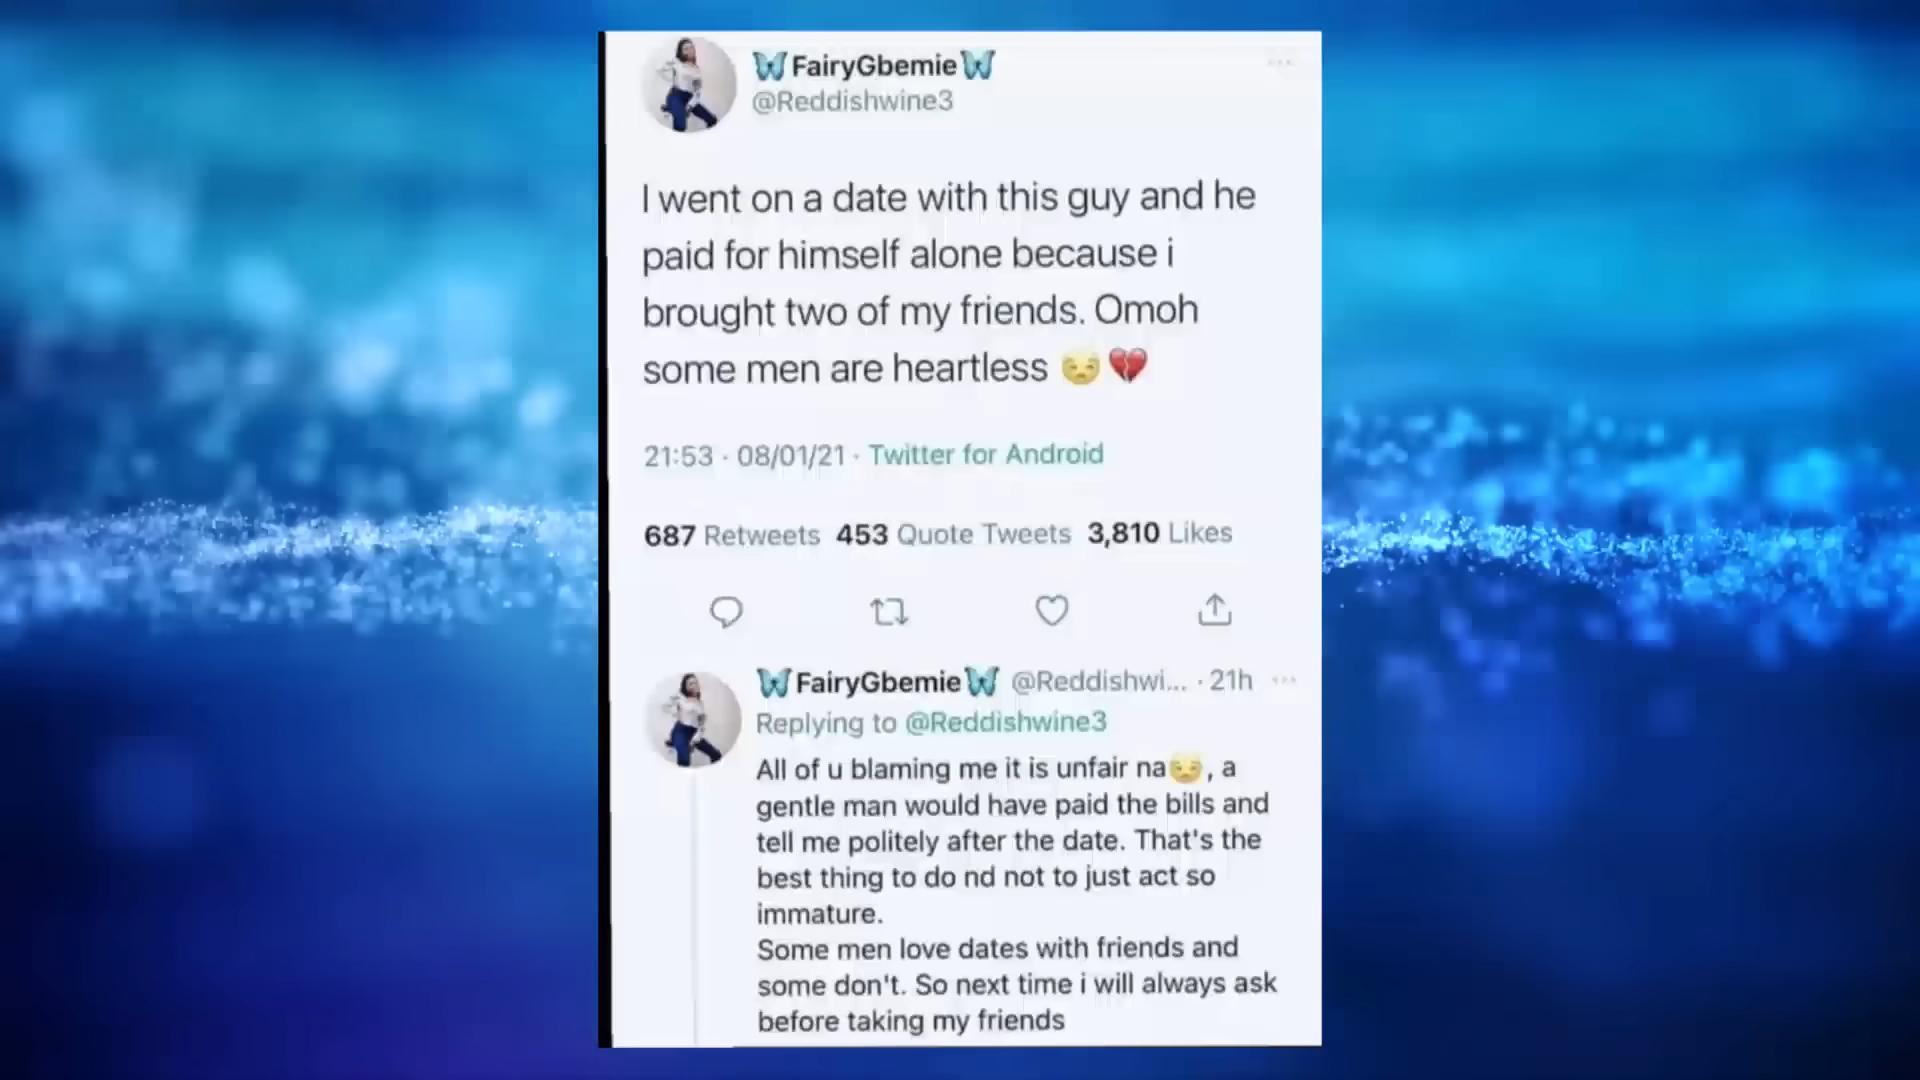 🦋FairyGbemie🦋
@Reddishwine3
I went on a date with this guy and he
paid for himself alone because i
brought two of my friends. Omoh
some men are heartless 😒💔
21:53 · 08/01/21 · Twitter for Android
687 Retweets 453 Quote Tweets 3,810 Likes
🦋FairyGbemie🦋 @Reddishwi... · 21h
Replying to @Reddishwine3
All of u blaming me it is unfair na😒, a
gentle man would have paid the bills and
tell me politely after the date. That's the
best thing to do nd not to just act so
immature.
Some men love dates with friends and
some don't. So next time i will always ask
before taking my friends